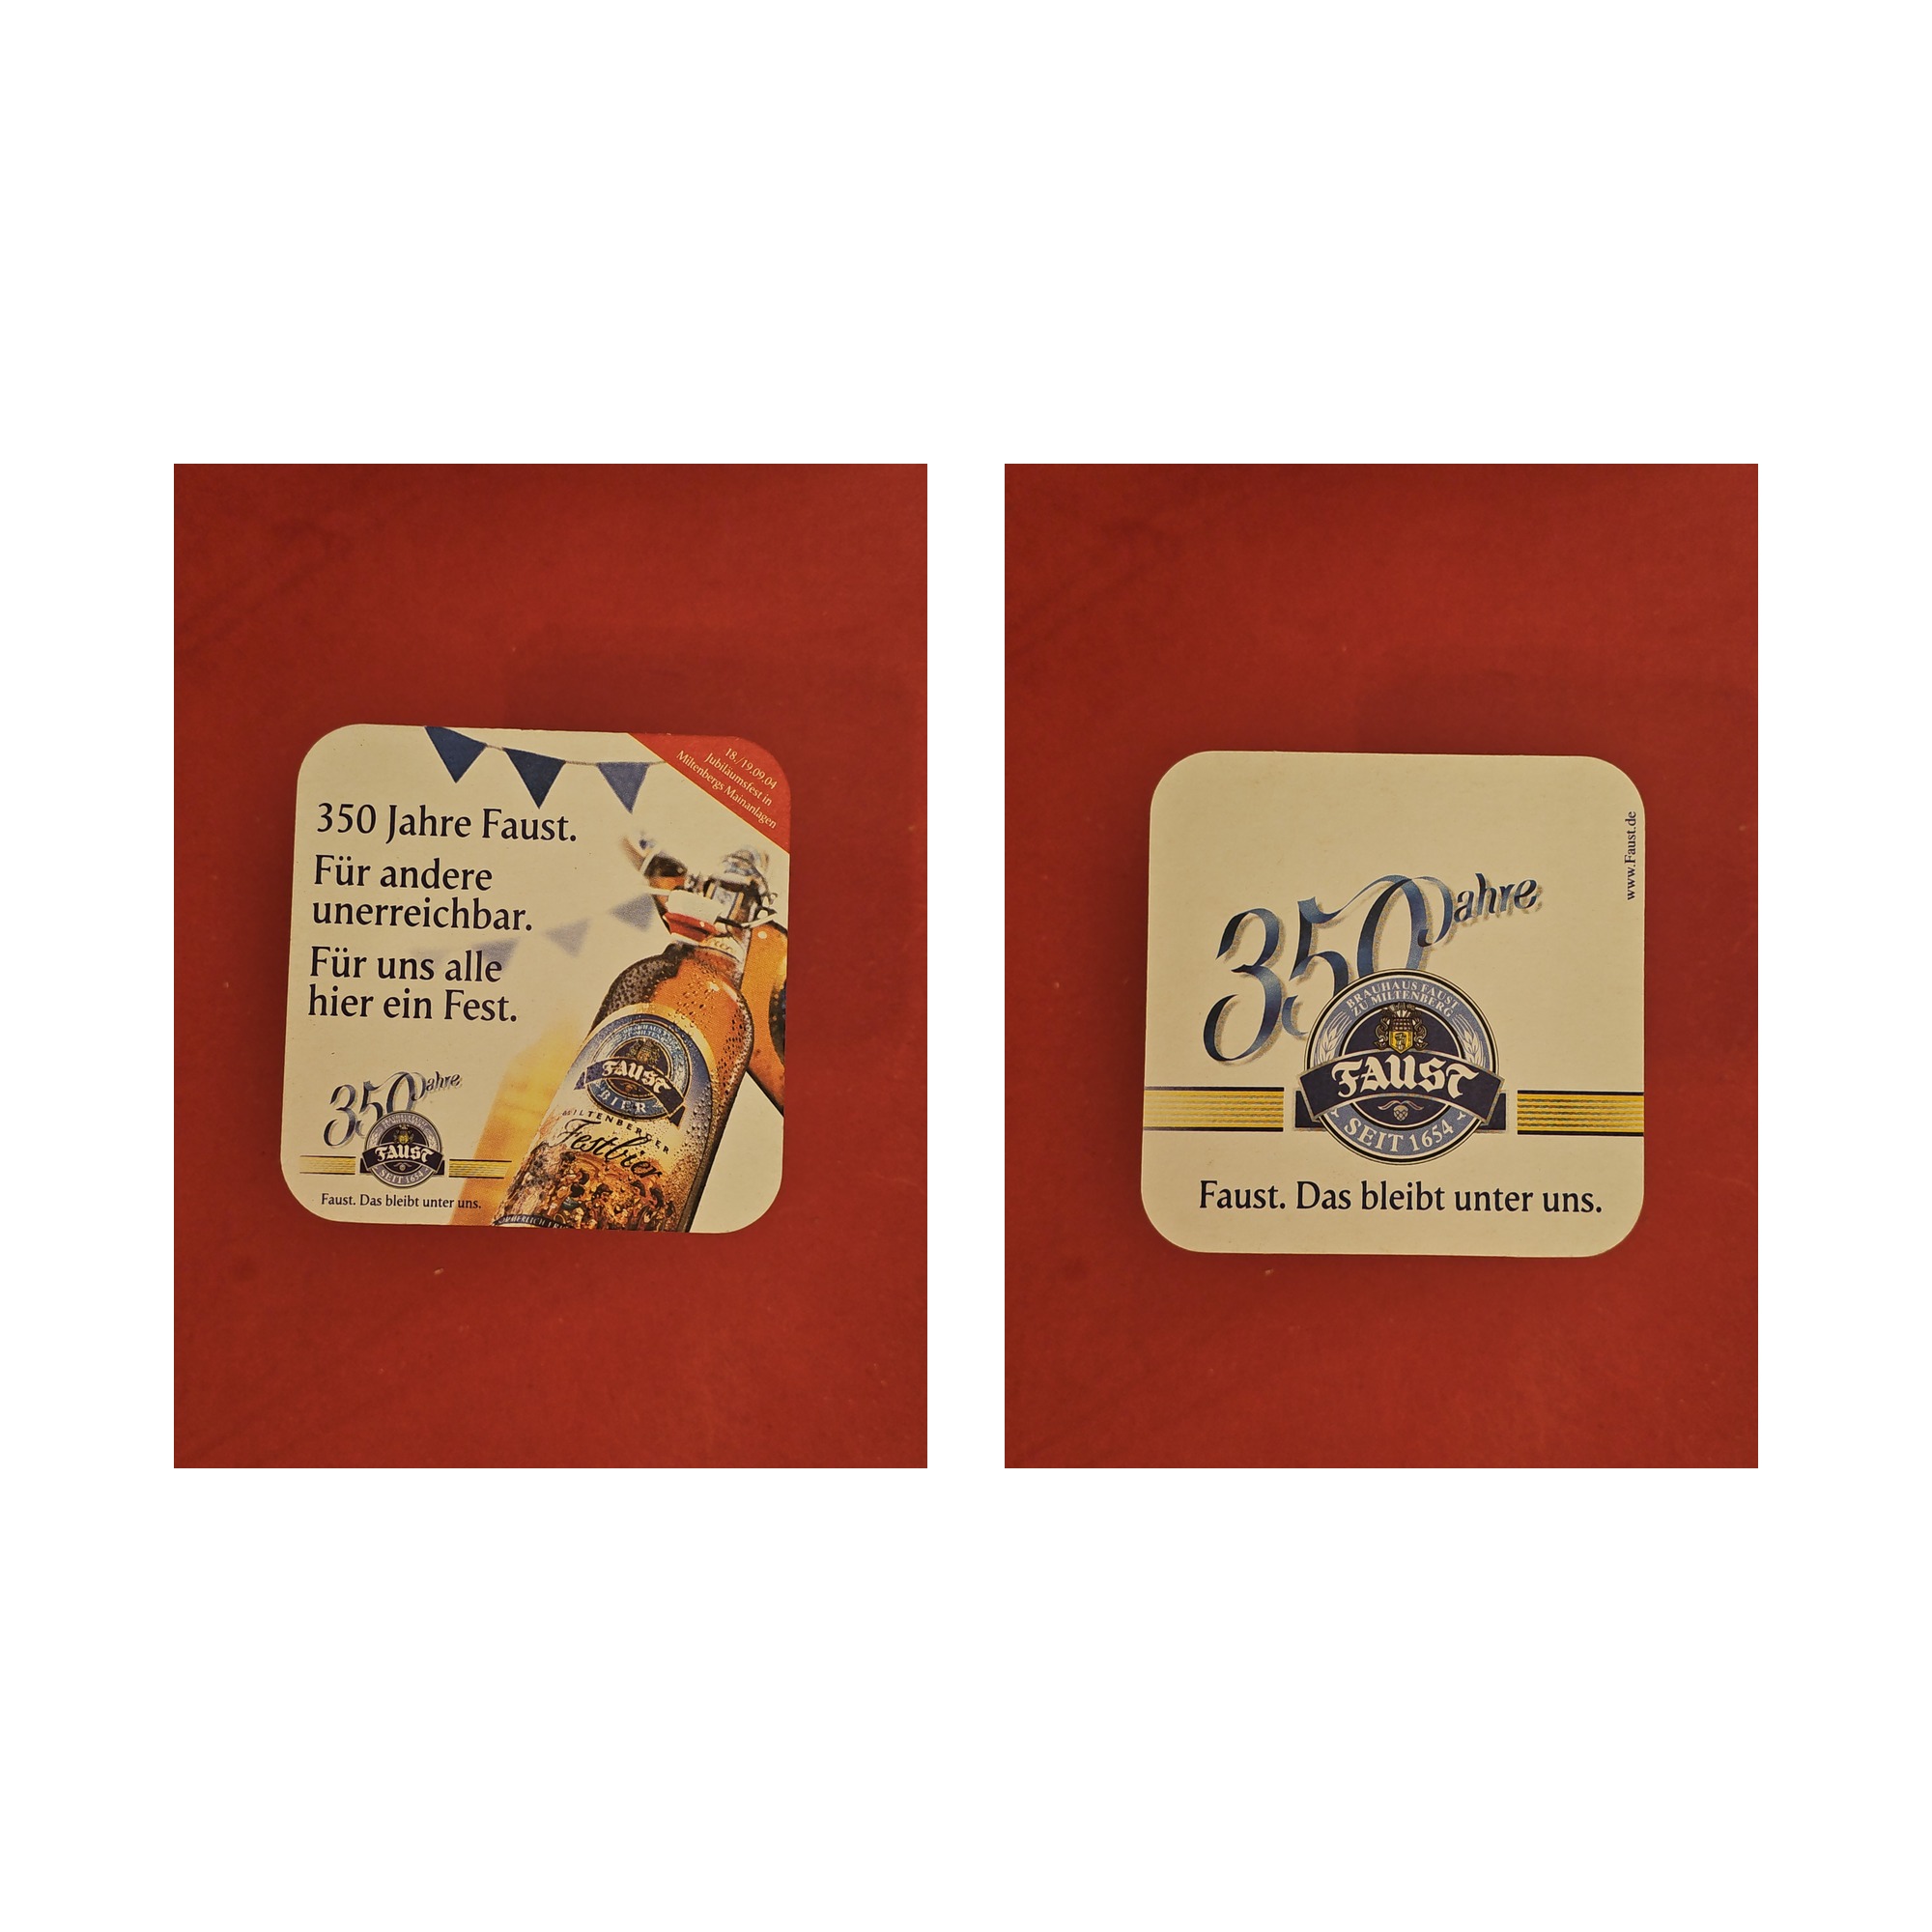 18./19.09.04
Jubiläumsfest in
Miltenbergs Mainanlagen
350 Jahre Faust.
Für andere
unerreichbar.
Für uns alle
hier ein Fest.
FAUST
BIER
MILTENBERGER
Festbier
350 Jahre
FAUST
SEIT 1654
Faust. Das bleibt unter uns.
www.Faust.de
350 Jahre
BRAUHAUS FAUST
ZU MILTENBERG
FAUST
SEIT 1654
Faust. Das bleibt unter uns.